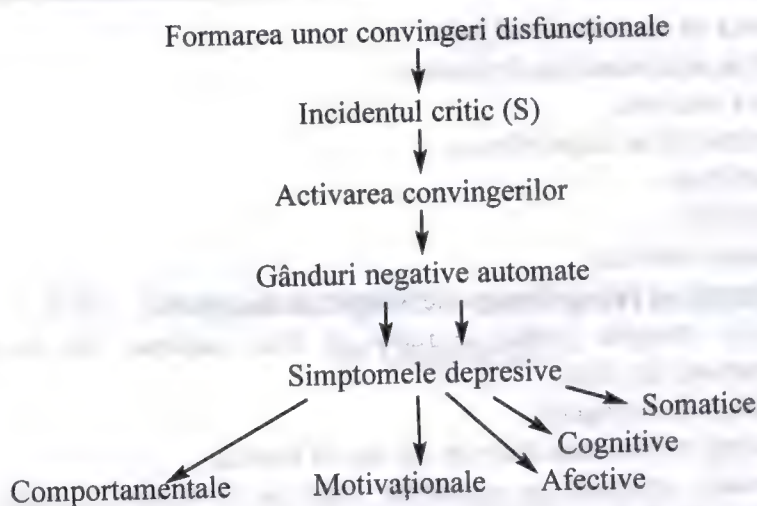 Formarea unor convingeri disfuncționale
Incidentul critic (S)
Activarea convingerilor
Gânduri negative automate
Simptomele depresive
Somatice
Cognitive
Comportamentale Motivaționale Afective